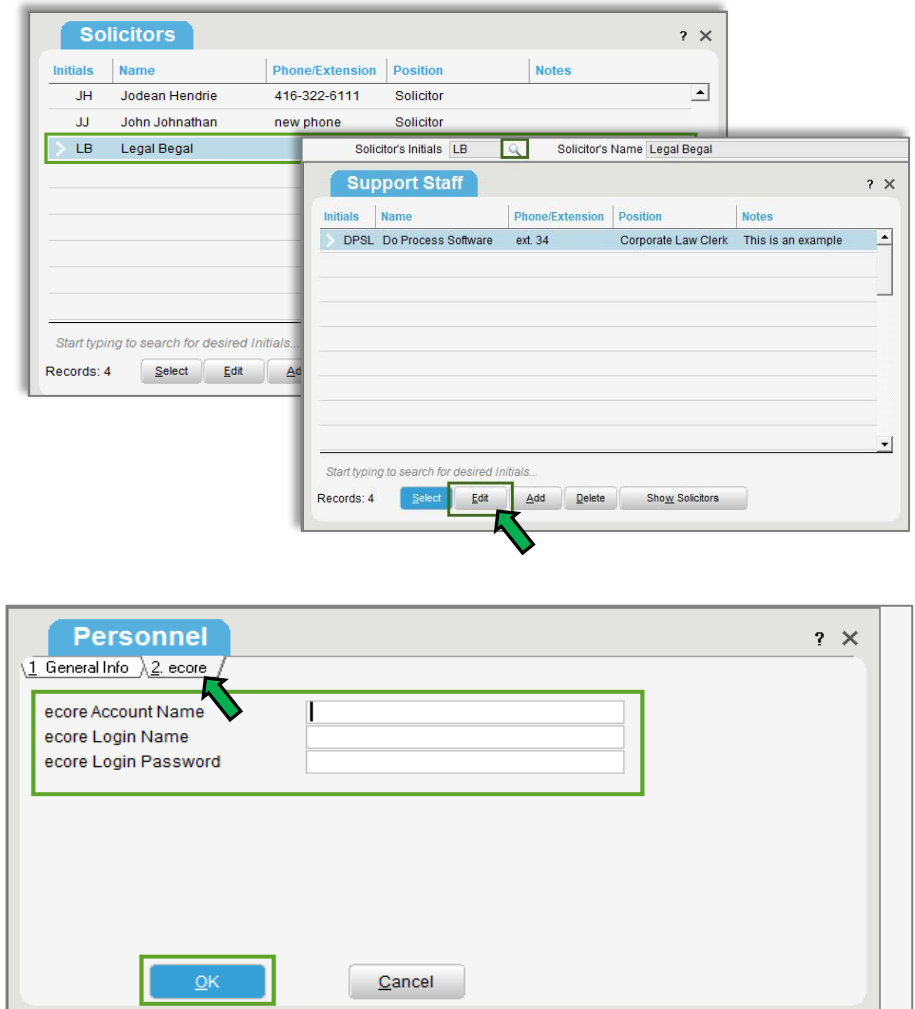 Solicitors
? ✕
Initials Name Phone/Extension Position Notes
JH Jodean Hendrie 416-322-6111 Solicitor
JJ John Johnathan new phone Solicitor
LB Legal Begal
Start typing to search for desired Initials...
Records: 4 Select Edit Ad
Solicitor's Initials LB Solicitor's Name Legal Begal
Support Staff
? ✕
Initials Name Phone/Extension Position Notes
DPSL Do Process Software ext. 34 Corporate Law Clerk This is an example
Start typing to search for desired Initials...
Records: 4 Select Edit Add Delete Show Solicitors
Personnel
? ✕
1 General Info 2. ecore
ecore Account Name
ecore Login Name
ecore Login Password
OK Cancel